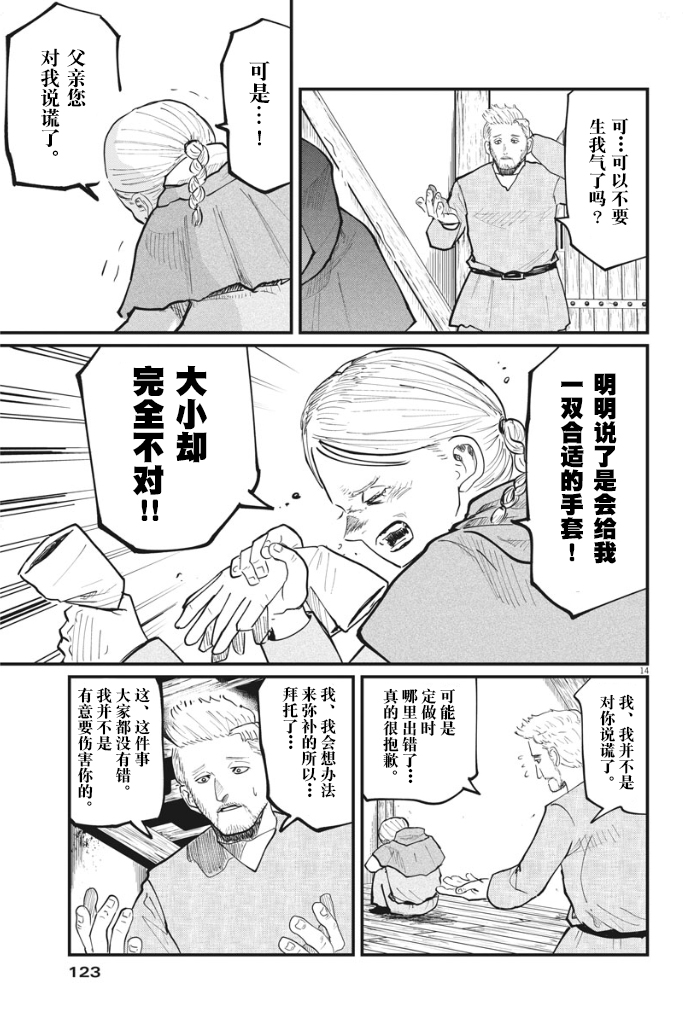 可…可以不要
生我气了吗？
可是…！
父亲您
对我说谎了。
明明说了是会给我
一双合适的手套！
大小却
完全不对!!
14
我、我并不是
对你说谎了。
可能是
定做时
哪里出错了…
真的很抱歉。
我、我会想办法
来弥补的所以…
拜托了…
这、这件事
大家都没有错。
我并不是
有意要伤害你的。
123